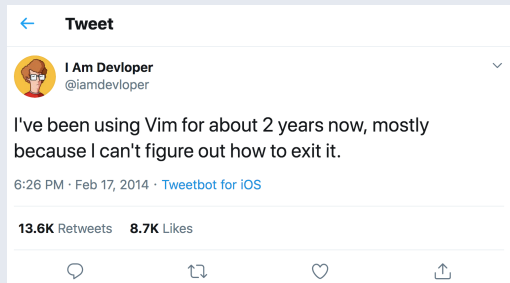 Tweet
I Am Devloper
@iamdevloper
I've been using Vim for about 2 years now, mostly
because I can't figure out how to exit it.
6:26 PM · Feb 17, 2014 · Tweetbot for iOS
13.6K Retweets 8.7K Likes